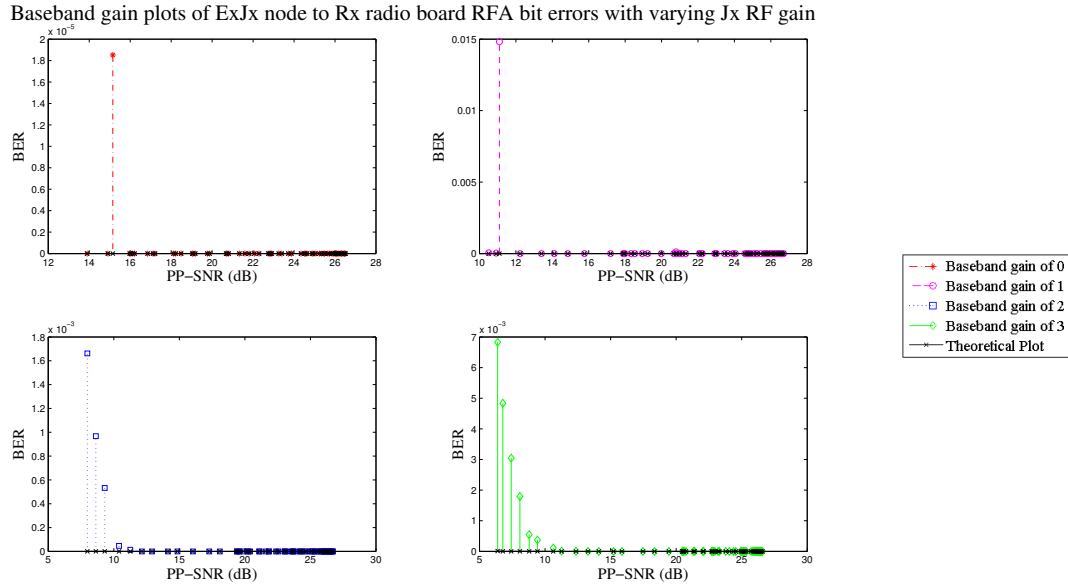 Baseband gain plots of ExJx node to Rx radio board RFA bit errors with varying Jx RF gain
x 10^-5
2
1.8
1.6
1.4
1.2
1
0.8
0.6
0.4
0.2
0
BER
12 14 16 18 20 22 24 26 28
PP−SNR (dB)
0.015
0.01
0.005
0
BER
10 12 14 16 18 20 22 24 26 28
PP−SNR (dB)
Baseband gain of 0
Baseband gain of 1
Baseband gain of 2
Baseband gain of 3
Theoretical Plot
x 10^-3
1.8
1.6
1.4
1.2
1
0.8
0.6
0.4
0.2
0
BER
5 10 15 20 25 30
PP−SNR (dB)
x 10^-3
7
6
5
4
3
2
1
0
BER
5 10 15 20 25 30
PP−SNR (dB)